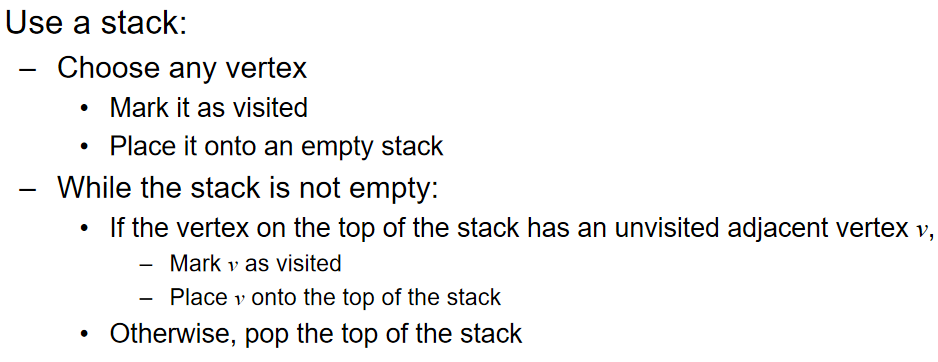 Use a stack:
– Choose any vertex
• Mark it as visited
• Place it onto an empty stack
– While the stack is not empty:
• If the vertex on the top of the stack has an unvisited adjacent vertex v,
– Mark v as visited
– Place v onto the top of the stack
• Otherwise, pop the top of the stack